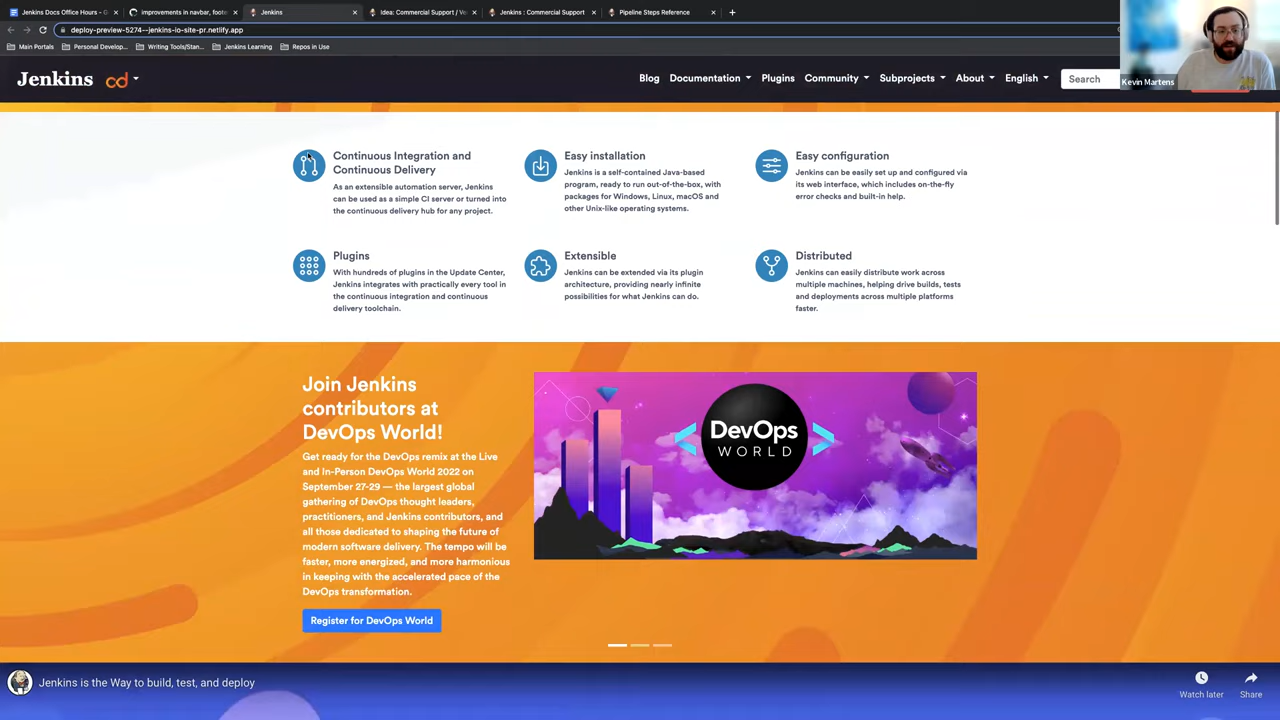 Jenkins Docs Office Hours - G
improvements in navbar, foote
Jenkins
Idea: Commercial Support / Ve
Jenkins : Commercial Support
Pipeline Steps Reference
deploy-preview-5274--jenkins-io-site-pr.netlify.app
Main Portals
Personal Develop...
Writing Tools/Stan...
Jenkins Learning
Repos in Use
Jenkins
cd
Blog
Documentation
Plugins
Community
Subprojects
About
English
Search
Kevin Martens
Continuous Integration and
Continuous Delivery
As an extensible automation server, Jenkins
can be used as a simple CI server or turned into
the continuous delivery hub for any project.
Easy installation
Jenkins is a self-contained Java-based
program, ready to run out-of-the-box, with
packages for Windows, Linux, macOS and
other Unix-like operating systems.
Easy configuration
Jenkins can be easily set up and configured via
its web interface, which includes on-the-fly
error checks and built-in help.
Plugins
With hundreds of plugins in the Update Center,
Jenkins integrates with practically every tool in
the continuous integration and continuous
delivery toolchain.
Extensible
Jenkins can be extended via its plugin
architecture, providing nearly infinite
possibilities for what Jenkins can do.
Distributed
Jenkins can easily distribute work across
multiple machines, helping drive builds, tests
and deployments across multiple platforms
faster.
Join Jenkins
contributors at
DevOps World!
Get ready for the DevOps remix at the Live
and In-Person DevOps World 2022 on
September 27-29 — the largest global
gathering of DevOps thought leaders,
practitioners, and Jenkins contributors, and
all those dedicated to shaping the future of
modern software delivery. The tempo will be
faster, more energized, and more harmonious
in keeping with the accelerated pace of the
DevOps transformation.
Register for DevOps World
DevOps
WORLD
Jenkins is the Way to build, test, and deploy
Watch later
Share